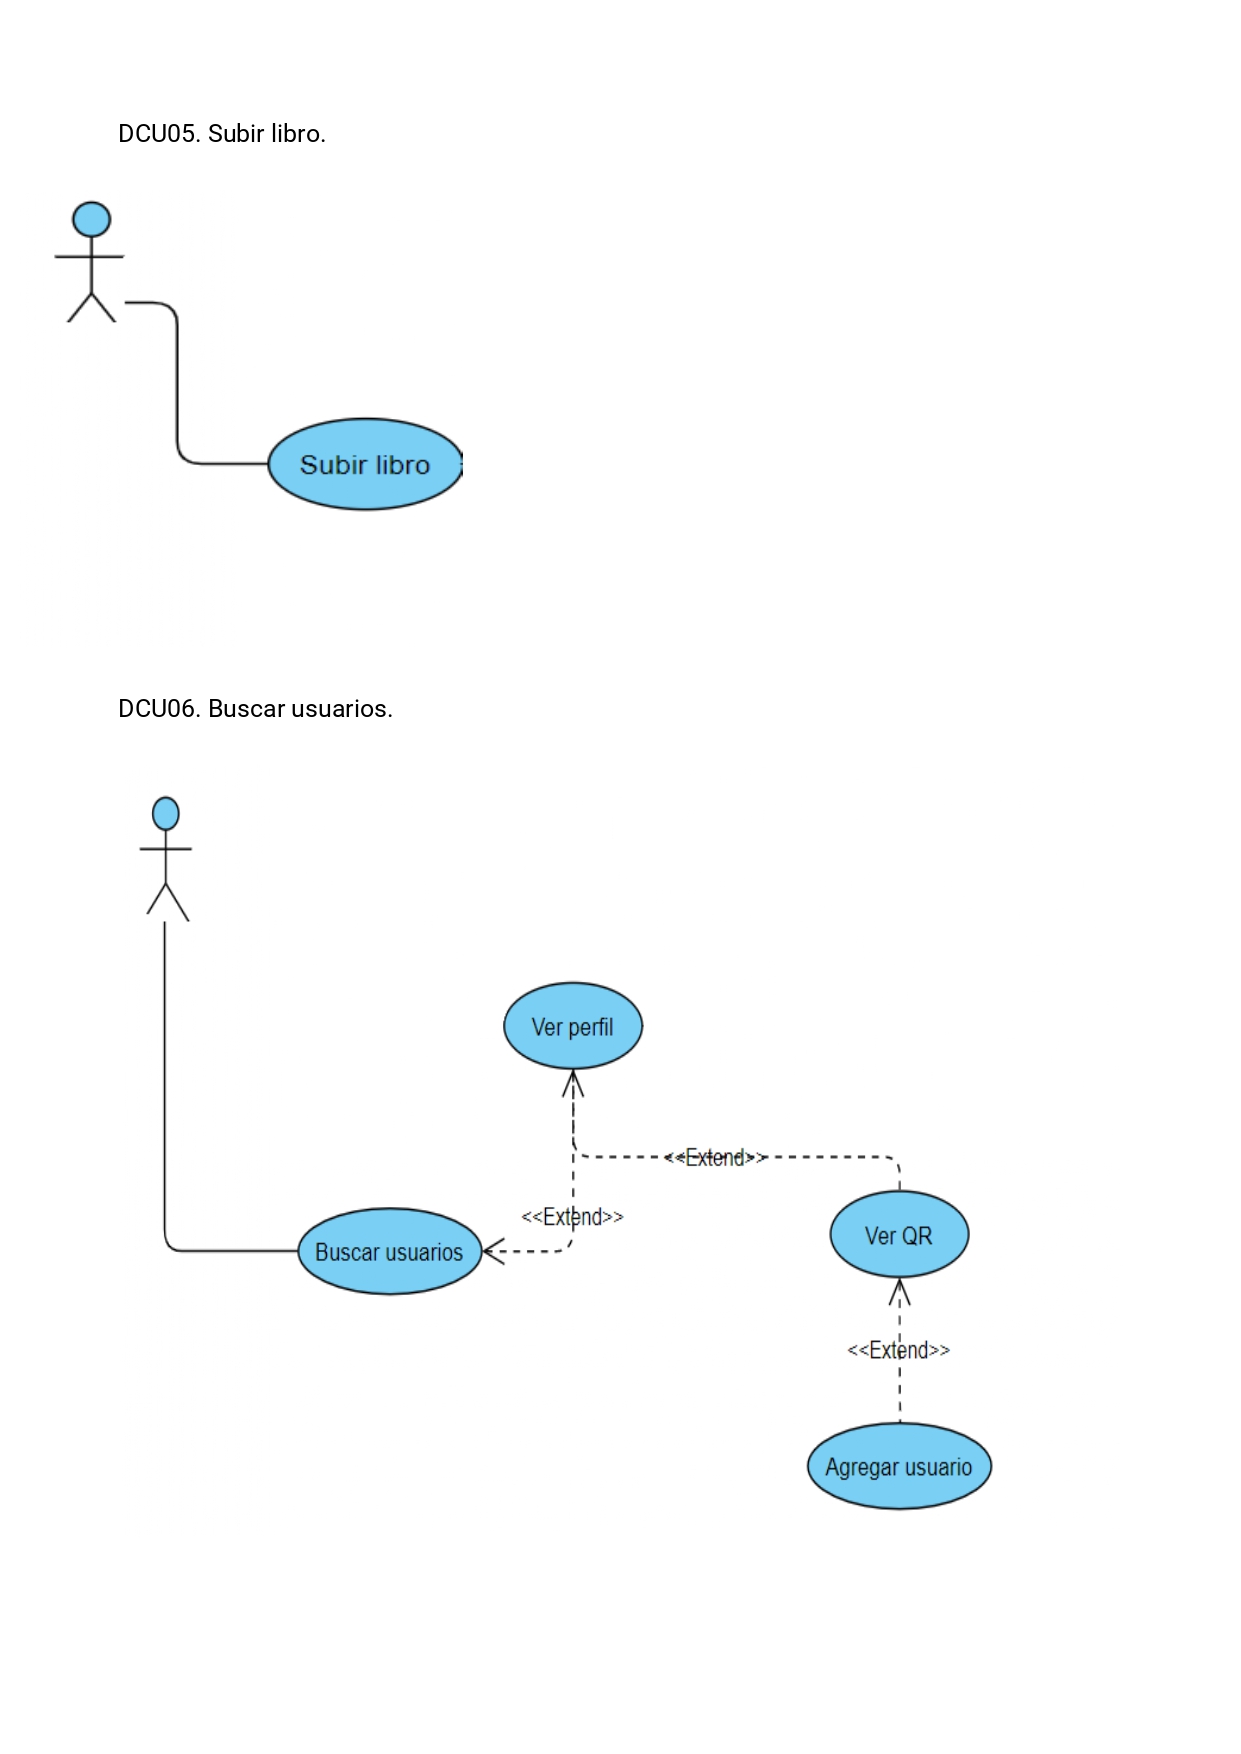 DCU05. Subir libro.
Subir libro
DCU06. Buscar usuarios.
Ver perfil
<<Extend>>
<<Extend>>
Ver QR
Buscar usuarios
<<Extend>>
Agregar usuario